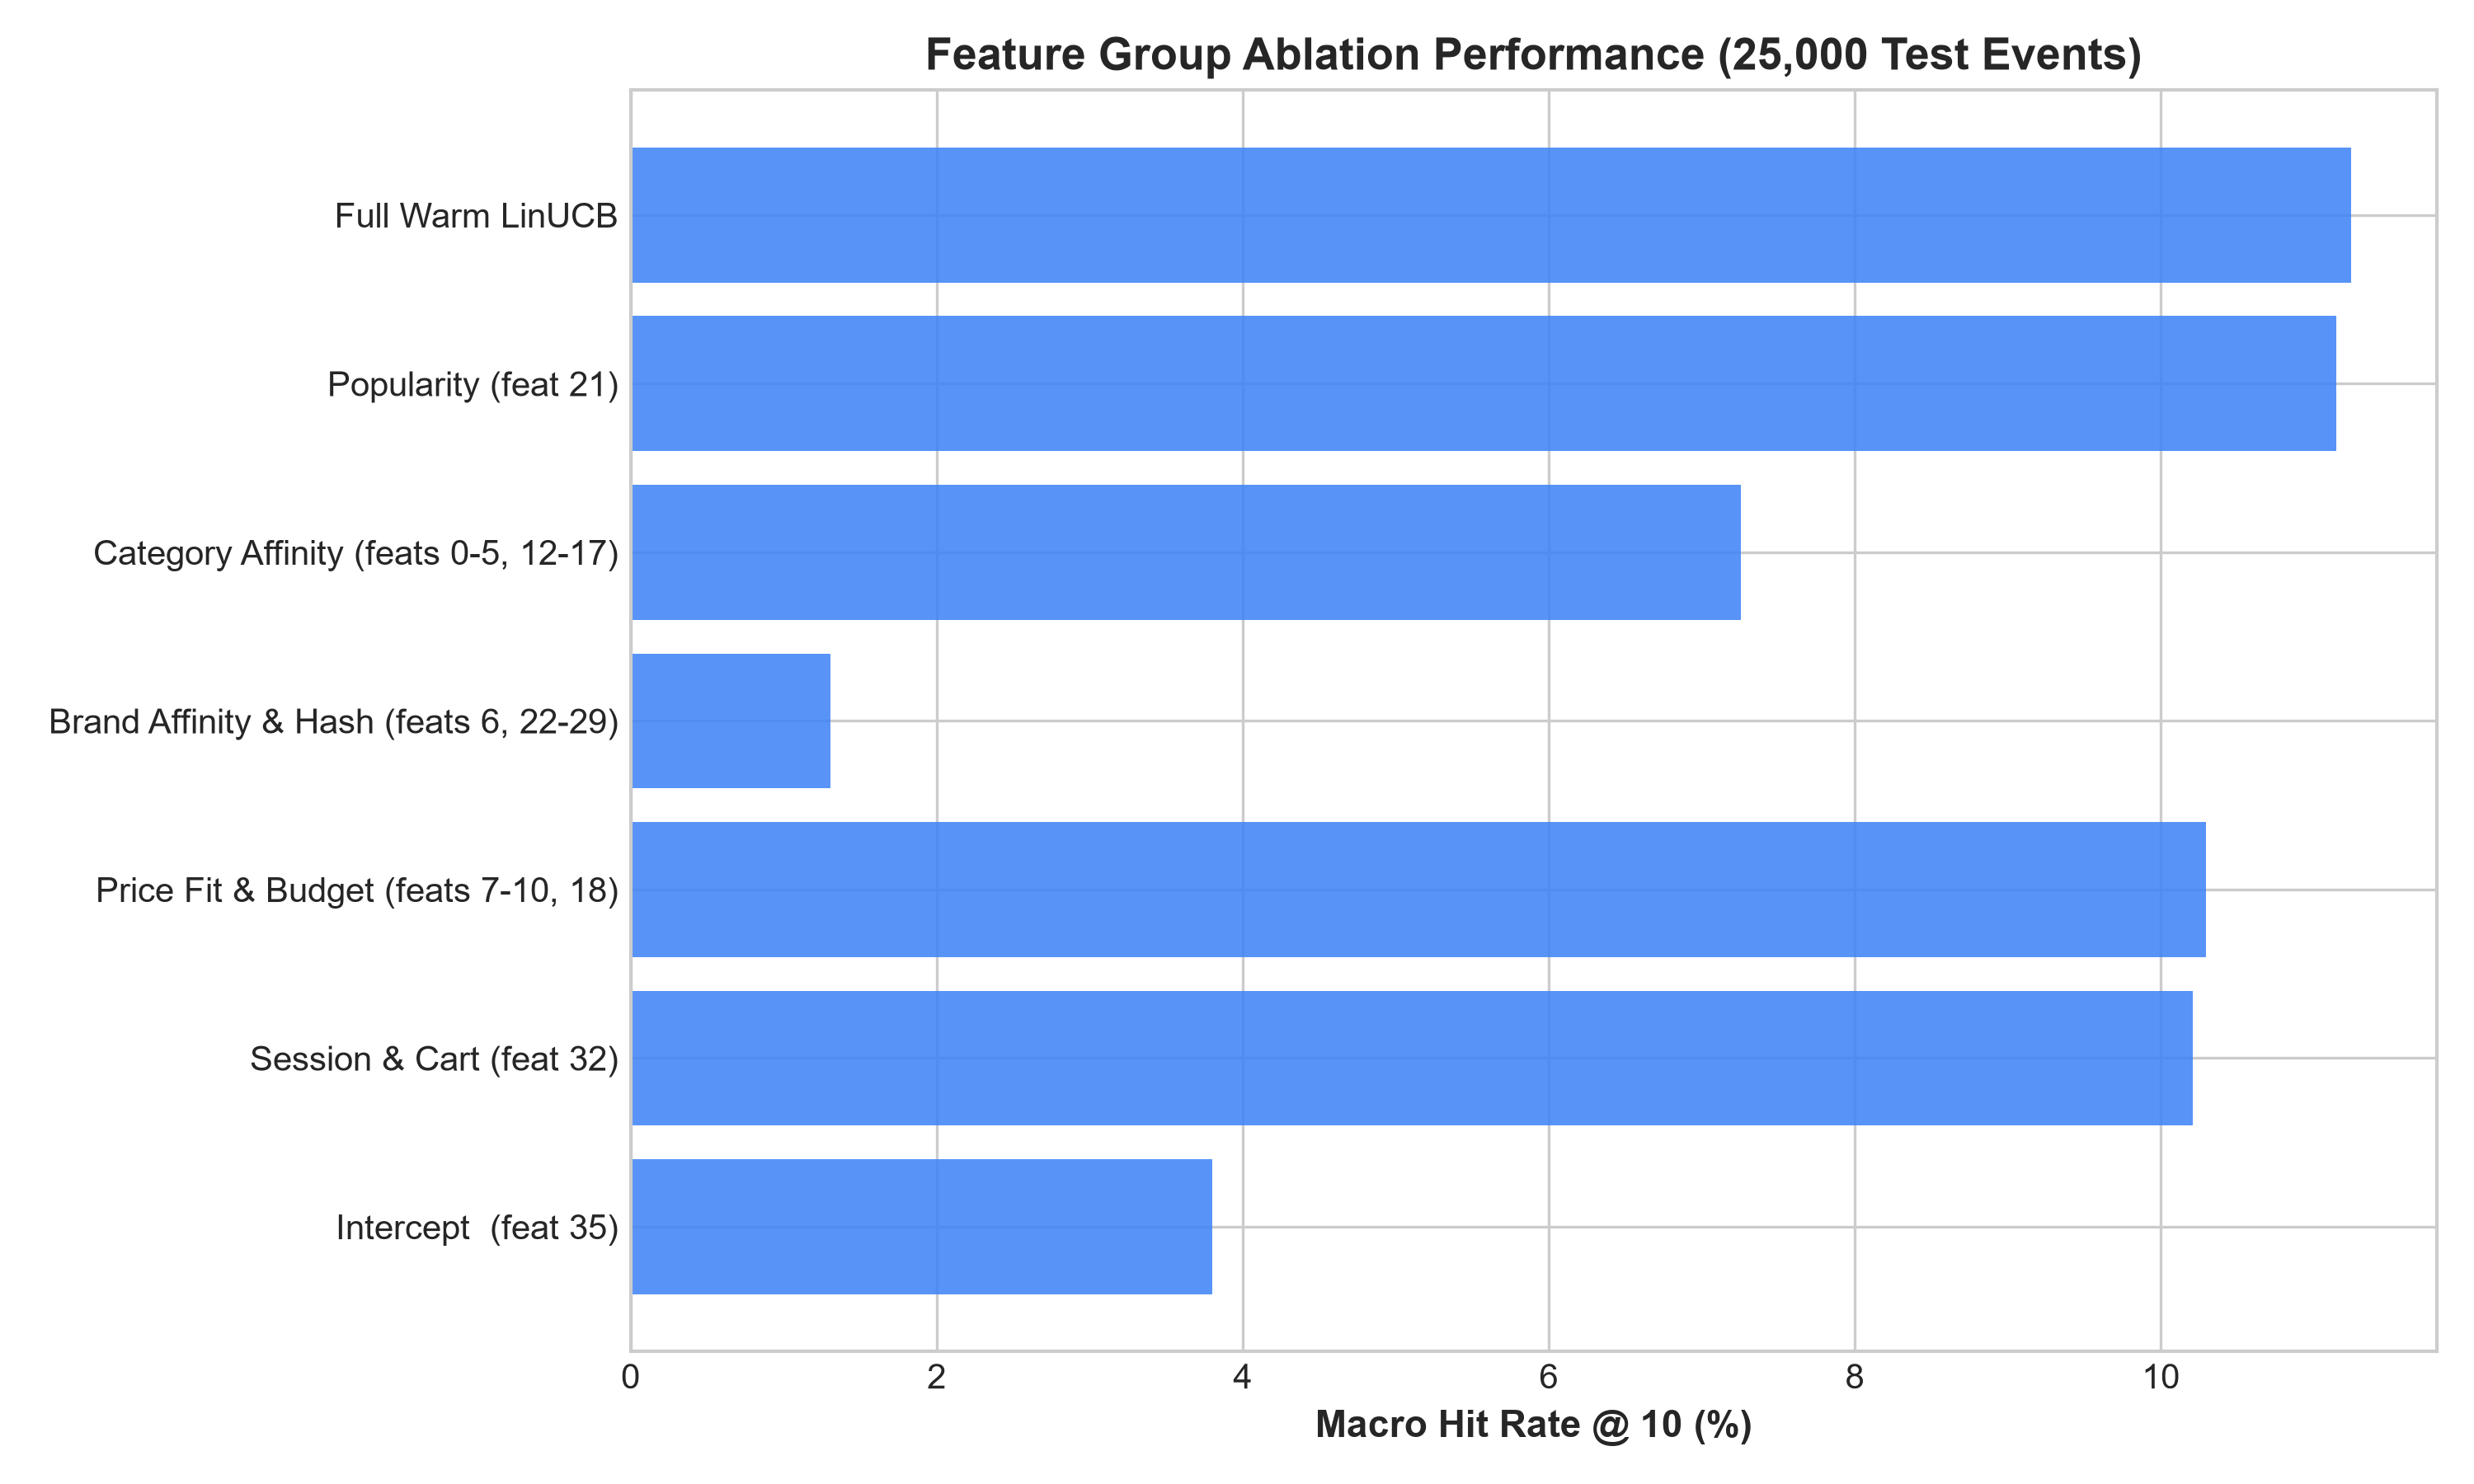 Feature Group Ablation Performance (25,000 Test Events)
Full Warm LinUCB
Popularity (feat 21)
Category Affinity (feats 0-5, 12-17)
Brand Affinity & Hash (feats 6, 22-29)
Price Fit & Budget (feats 7-10, 18)
Session & Cart (feat 32)
Intercept  (feat 35)
0 2 4 6 8 10
Macro Hit Rate @ 10 (%)